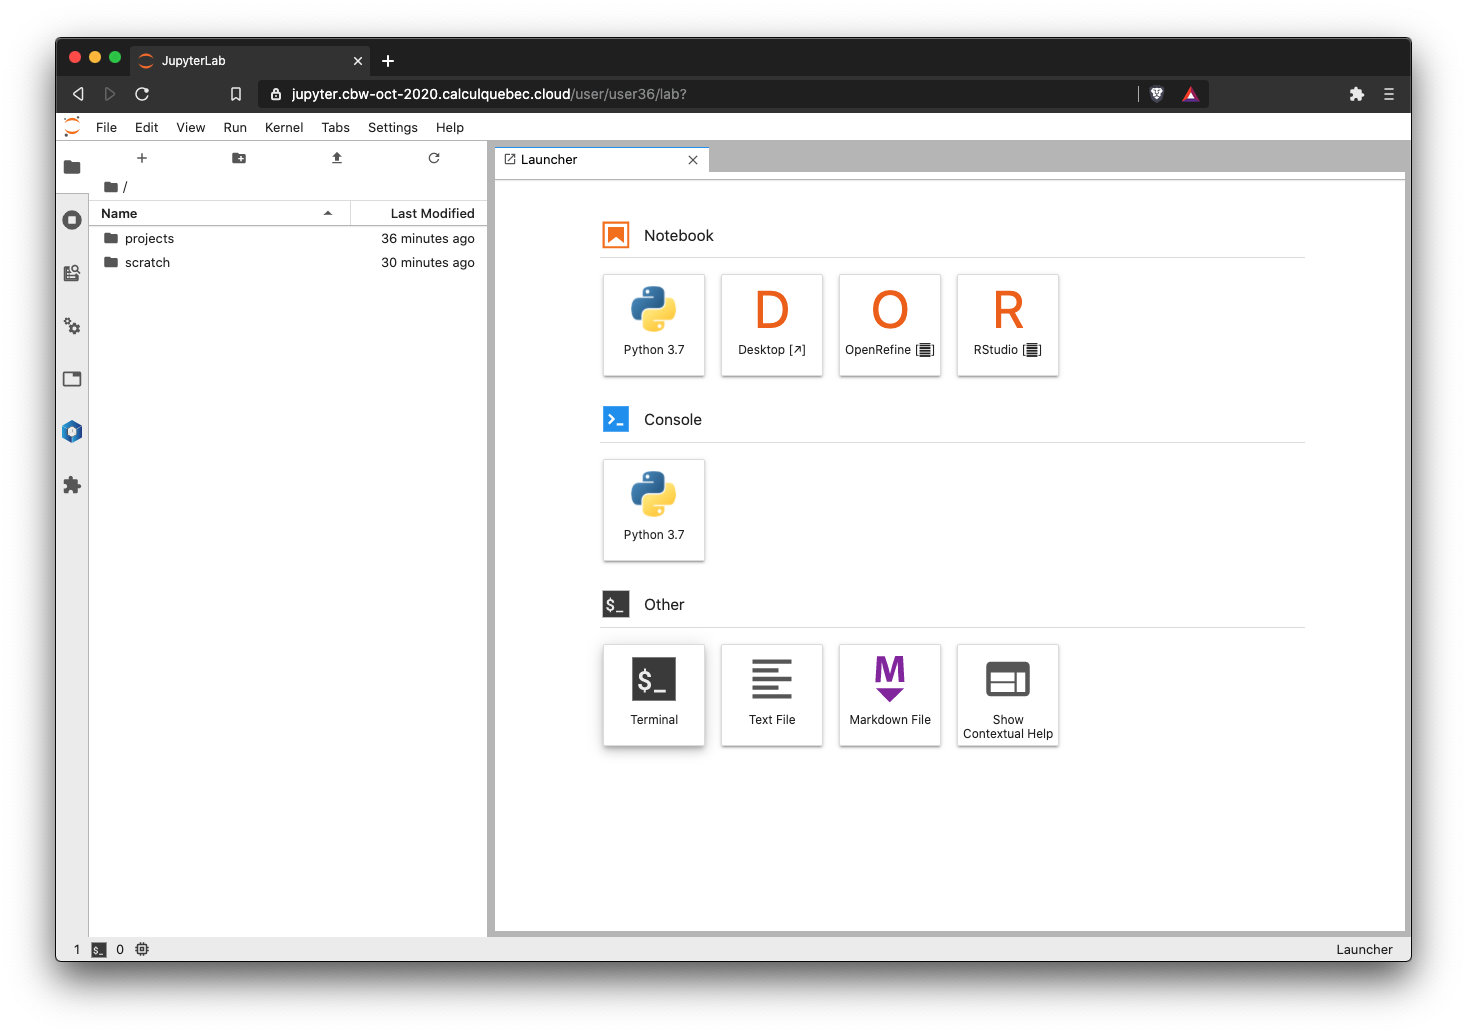 JupyterLab
jupyter.cbw-oct-2020.calculquebec.cloud/user/user36/lab?
File Edit View Run Kernel Tabs Settings Help
/
Name Last Modified
projects 36 minutes ago
scratch 30 minutes ago
Launcher
Notebook
D O R
Python 3.7 Desktop [↗] OpenRefine [≣] RStudio [≣]
Console
Python 3.7
$_ Other
$_ M
Terminal Text File Markdown File Show
Contextual Help
1 $_ 0 Launcher